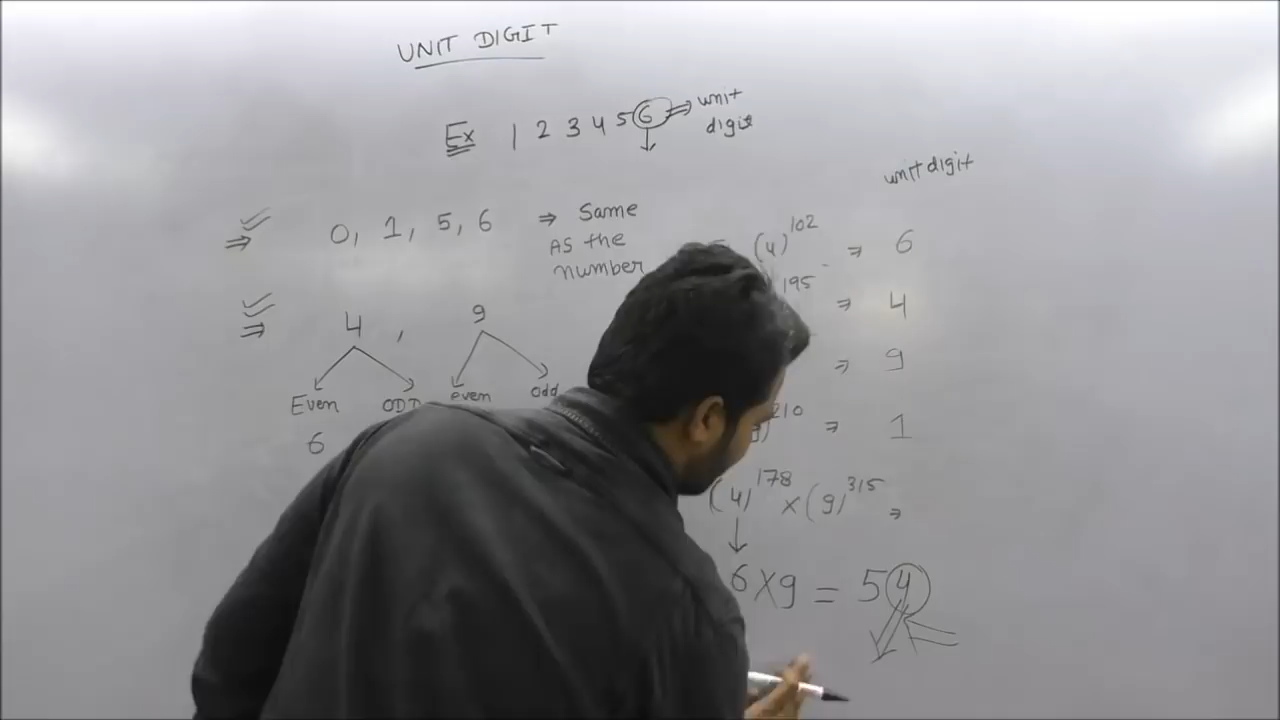 UNIT DIGIT
Ex 1 2 3 4 5 6 ⇒ unit digit
unit digit
⇒ 0, 1, 5, 6 ⇒ Same
As the
number
(4)^102 ⇒ 6
195 ⇒ 4
⇒ 4, 9
Even ODD even odd
6
⇒ 9
9)^210 ⇒ 1
(4)^178 × (9)^315 ⇒
6 × 9 = 54